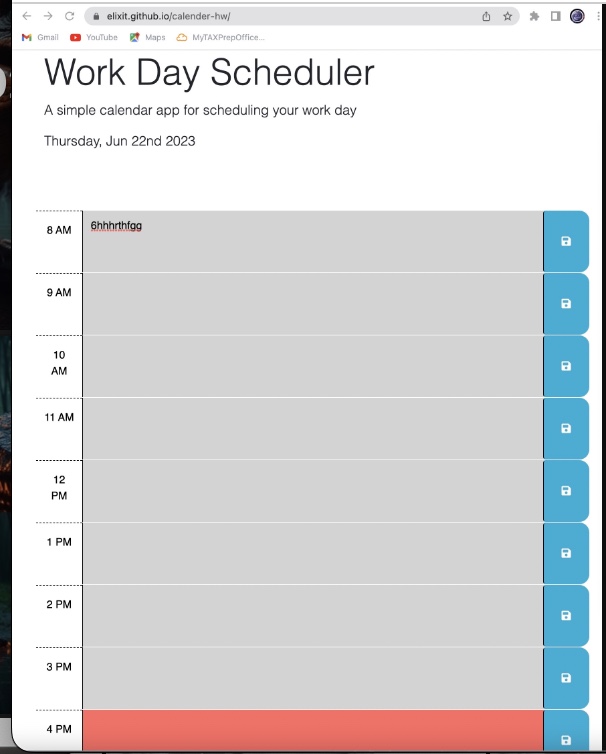 elixit.github.io/calender-hw/
Gmail YouTube Maps MyTAXPrepOffice...
Work Day Scheduler
A simple calendar app for scheduling your work day
Thursday, Jun 22nd 2023
8 AM 6hhhrthfgg
9 AM
10
AM
11 AM
12
PM
1 PM
2 PM
3 PM
4 PM